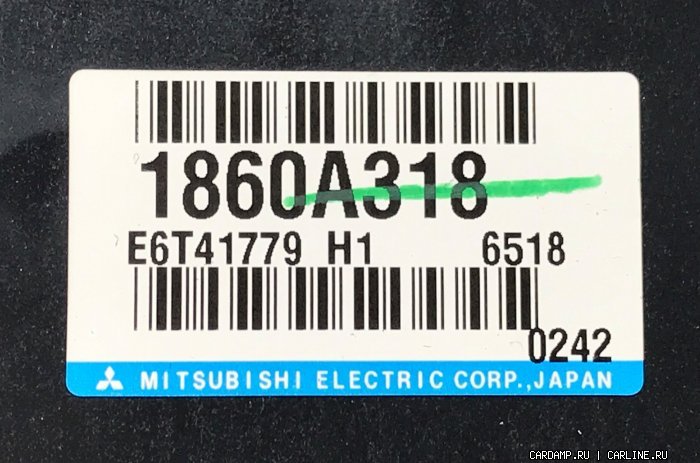 1860A318
E6T41779 H1 6518
0242
MITSUBISHI ELECTRIC CORP.,JAPAN
CARDAMP.RU | CARLINE.RU